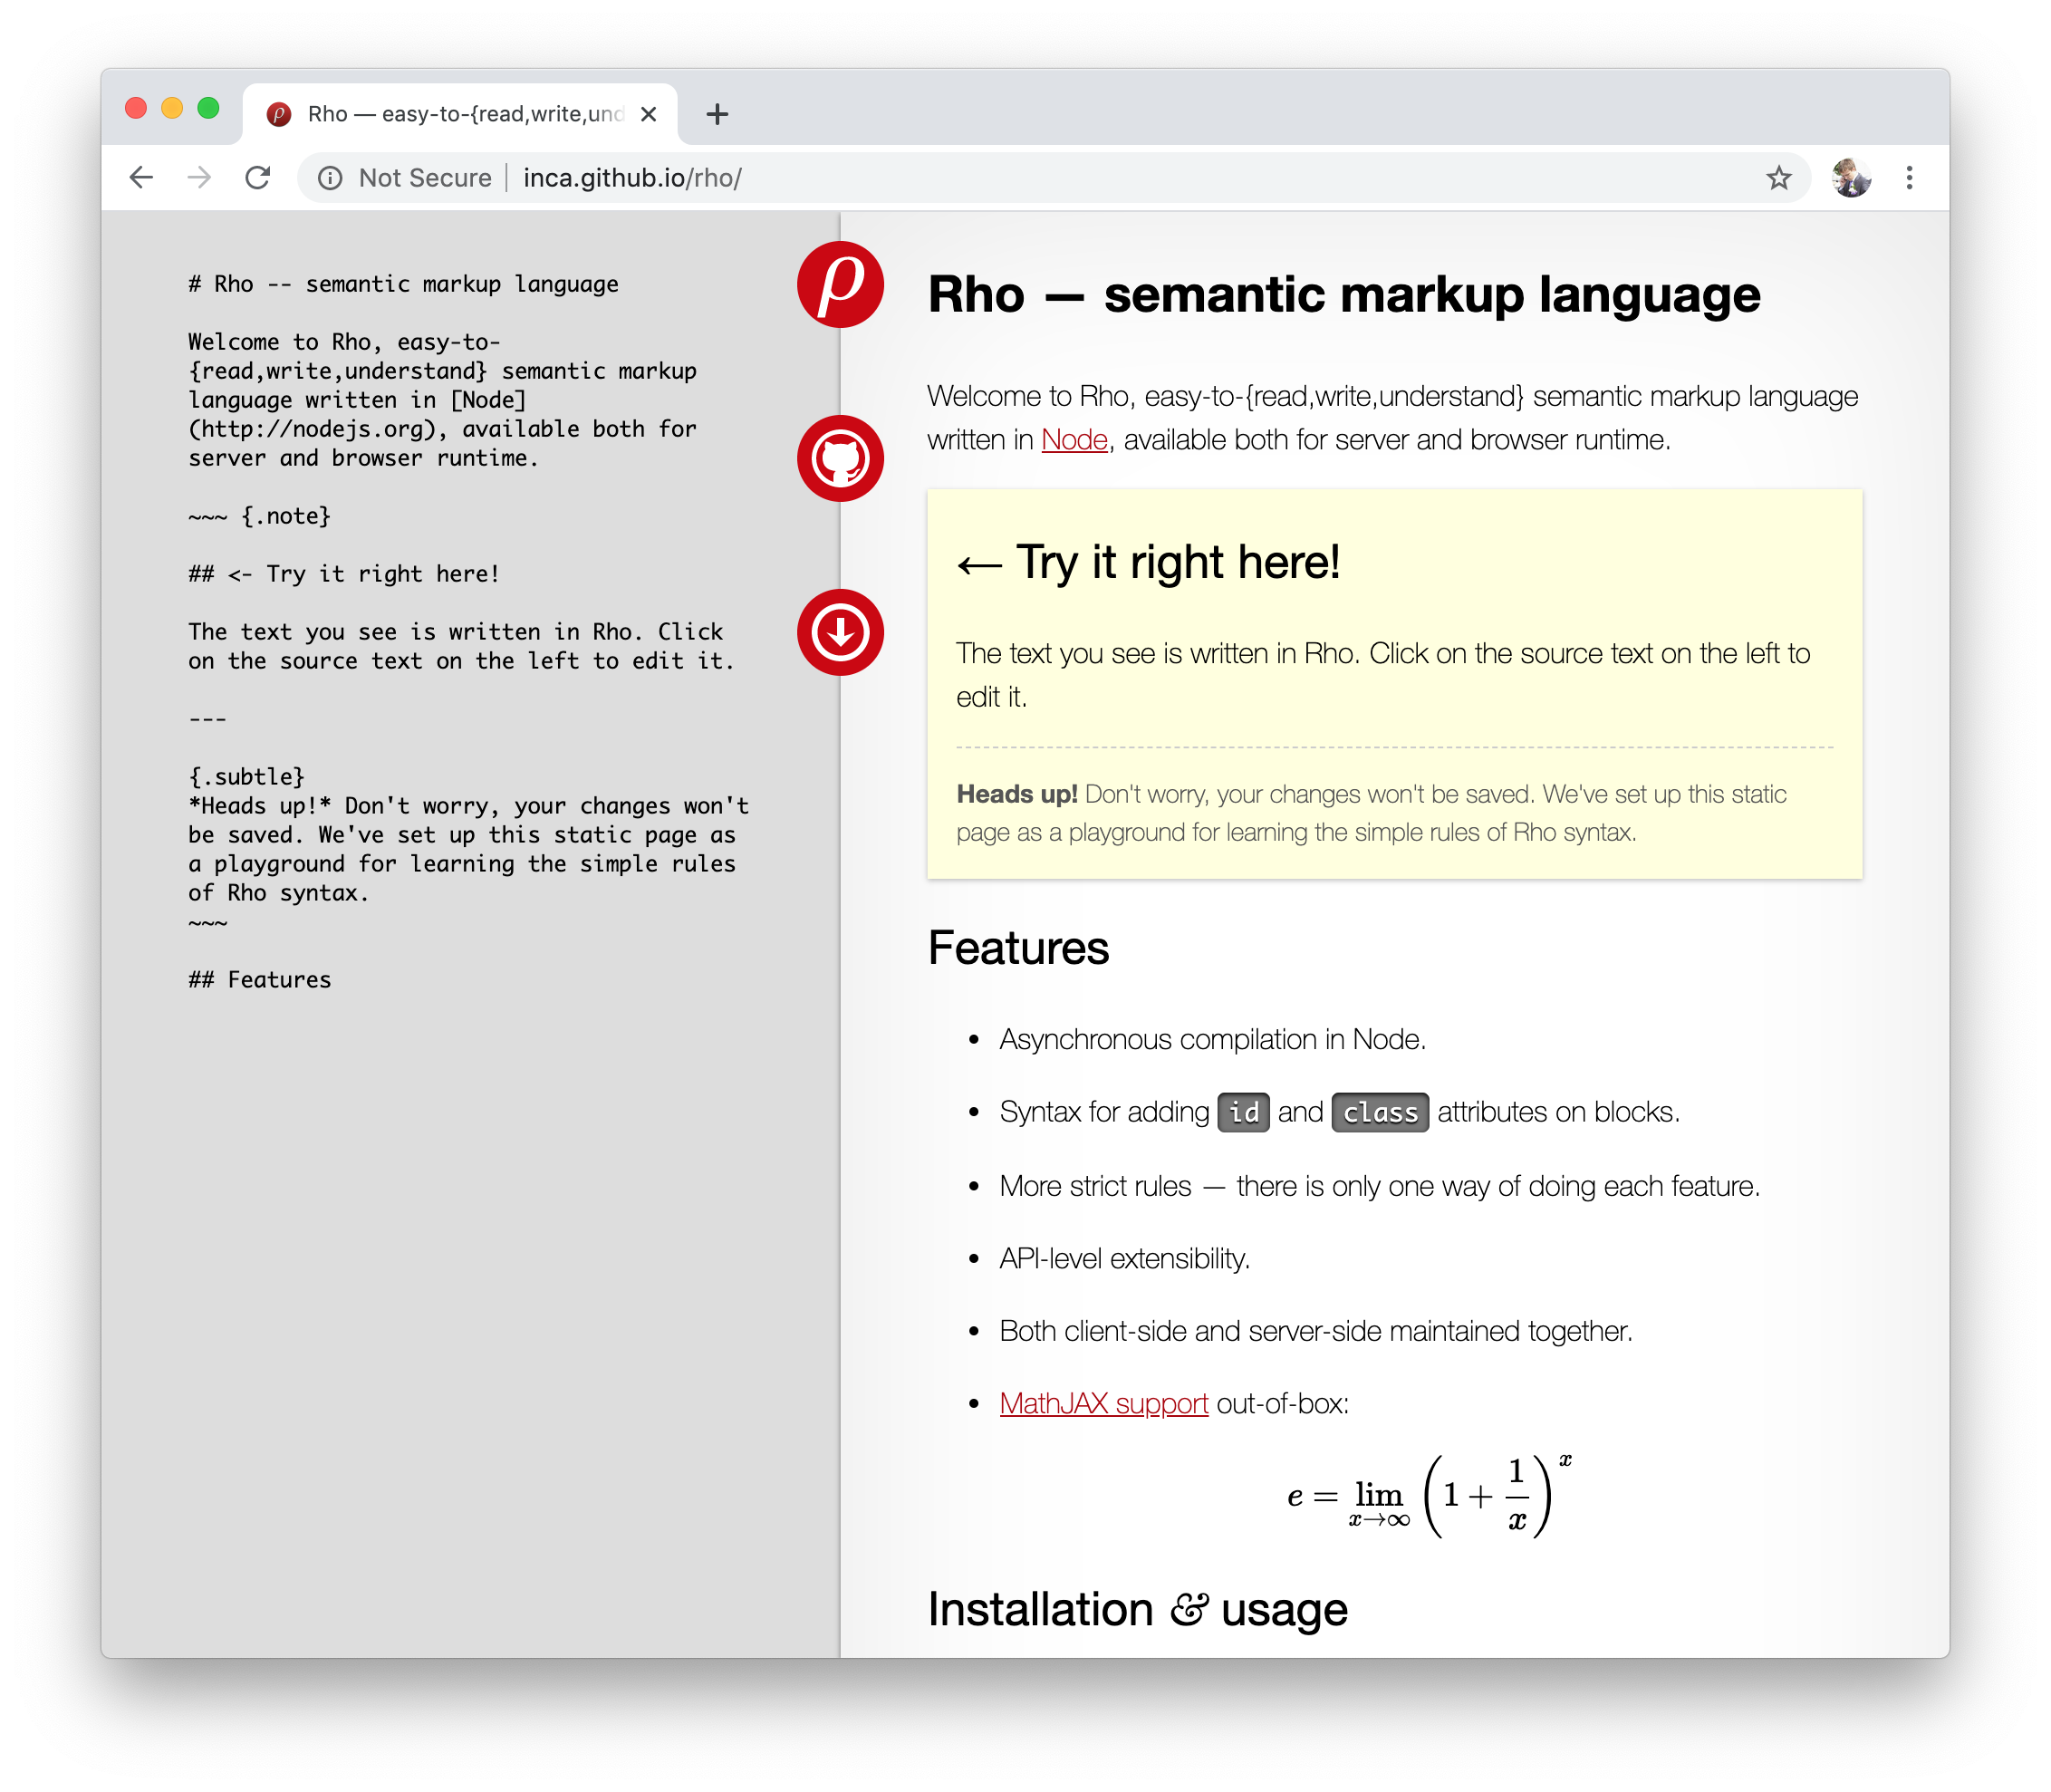 Rho — easy-to-{read,write,und
Not Secure | inca.github.io/rho/
# Rho -- semantic markup language
Welcome to Rho, easy-to-
{read,write,understand} semantic markup
language written in [Node]
(http://nodejs.org), available both for
server and browser runtime.
~~~ {.note}
## <- Try it right here!
The text you see is written in Rho. Click
on the source text on the left to edit it.
---
{.subtle}
*Heads up!* Don't worry, your changes won't
be saved. We've set up this static page as
a playground for learning the simple rules
of Rho syntax.
~~~
## Features
ρ
Rho — semantic markup language
Welcome to Rho, easy-to-{read,write,understand} semantic markup language
written in Node, available both for server and browser runtime.
← Try it right here!
The text you see is written in Rho. Click on the source text on the left to
edit it.
Heads up! Don't worry, your changes won't be saved. We've set up this static
page as a playground for learning the simple rules of Rho syntax.
Features
• Asynchronous compilation in Node.
• Syntax for adding id and class attributes on blocks.
• More strict rules — there is only one way of doing each feature.
• API-level extensibility.
• Both client-side and server-side maintained together.
• MathJAX support out-of-box:
e = lim x→∞ (1 + 1/x)^x
Installation & usage